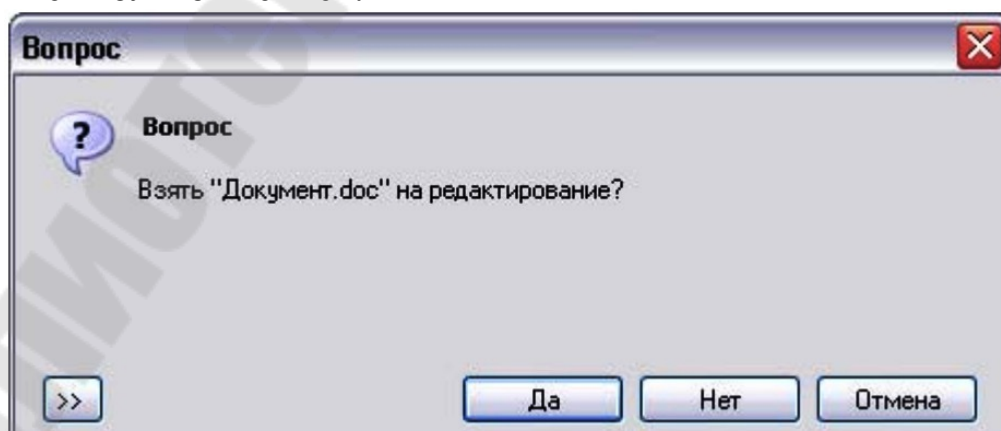 Вопрос
Вопрос
Взять "Документ.doc" на редактирование?
>>
Да
Нет
Отмена